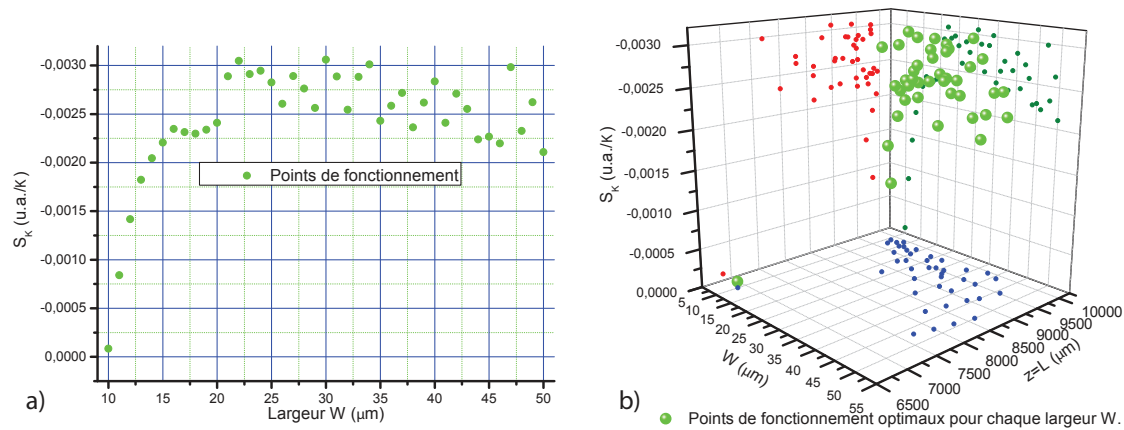 -0,0030
-0,0025
-0,0020
-0,0015
-0,0010
-0,0005
0,0000
S_K (u.a./K)
Points de fonctionnement
10 15 20 25 30 35 40 45 50
Largeur W (µm)
a)
-0,0030
-0,0025
-0,0020
-0,0015
-0,0010
-0,0005
0,0000
S_K (u.a./K)
5 10 15 20 25 30 35 40 45 50 55
W (µm)
6500 7000 7500 8000 8500 9000 9500 10000
z=L (µm)
b)
Points de fonctionnement optimaux pour chaque largeur W.